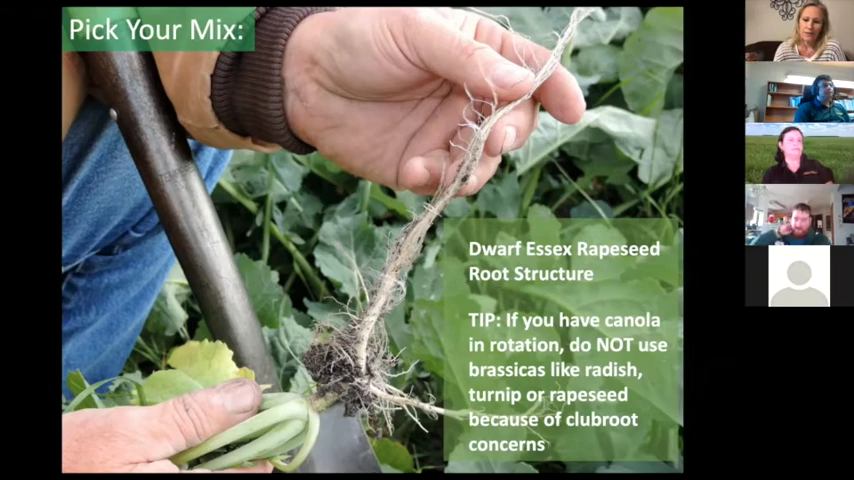 Pick Your Mix:
Dwarf Essex Rapeseed
Root Structure
TIP: If you have canola
in rotation, do NOT use
brassicas like radish,
turnip or rapeseed
because of clubroot
concerns